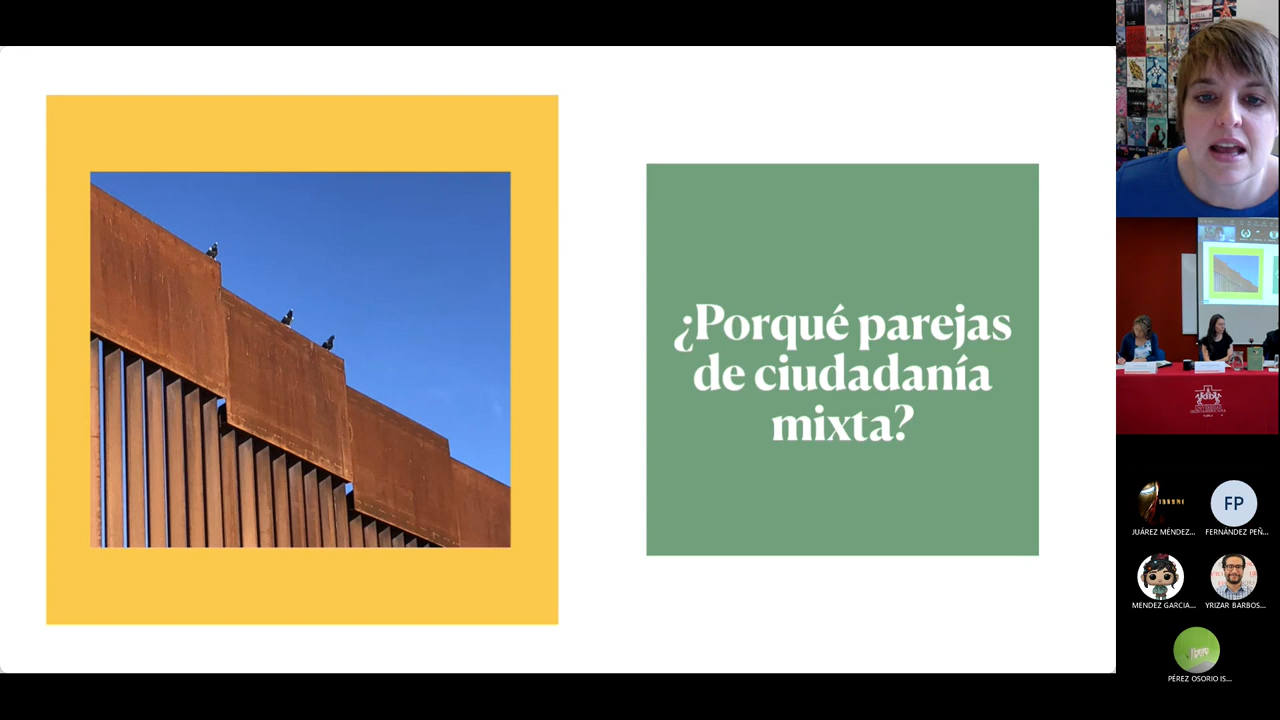 ¿Porqué parejas
de ciudadanía
mixta?
FP
JUÁREZ MÉNDEZ...
FERNÁNDEZ PEÑ...
MENDEZ GARCIA...
YRIZAR BARBOS...
PÉREZ OSORIO IS...